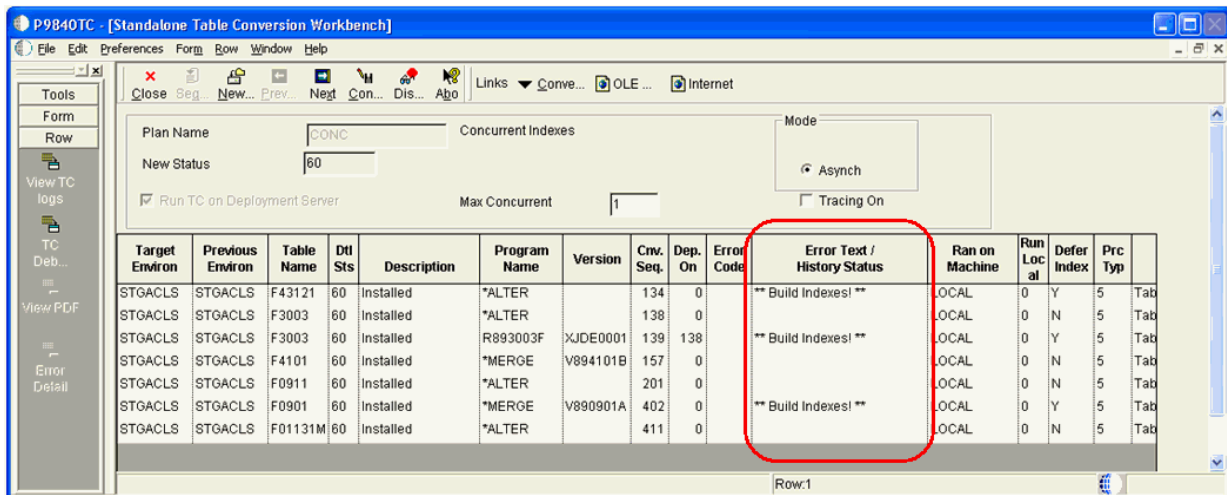 P9840TC - [Standalone Table Conversion Workbench]
File Edit Preferences Form Row Window Help
Tools
Form
Row
View TC logs
TC Deb...
View PDF
Error Detail
Close Seq... New... Prev... Next Con... Dis... Abo Links Conve... OLE ... Internet
Plan Name CONC Concurrent Indexes
New Status 60
Mode
Asynch
Run TC on Deployment Server Max Concurrent 1 Tracing On
Target Environ Previous Environ Table Name Dtl Sts Description Program Name Version Cnv. Seq. Dep. On Error Code Error Text / History Status Ran on Machine Run Loc al Defer Index Prc Typ
STGACLS STGACLS F43121 60 Installed *ALTER 134 0 ** Build Indexes! ** LOCAL 0 Y 5 Tab
STGACLS STGACLS F3003 60 Installed *ALTER 138 0 LOCAL 0 N 5 Tab
STGACLS STGACLS F3003 60 Installed R893003F XJDE0001 139 138 ** Build Indexes! ** LOCAL 0 Y 5 Tab
STGACLS STGACLS F4101 60 Installed *MERGE V894101B 157 0 LOCAL 0 N 5 Tab
STGACLS STGACLS F0911 60 Installed *ALTER 201 0 LOCAL 0 N 5 Tab
STGACLS STGACLS F0901 60 Installed *MERGE V890901A 402 0 ** Build Indexes! ** LOCAL 0 Y 5 Tab
STGACLS STGACLS F01131M 60 Installed *ALTER 411 0 LOCAL 0 N 5 Tab
Row:1